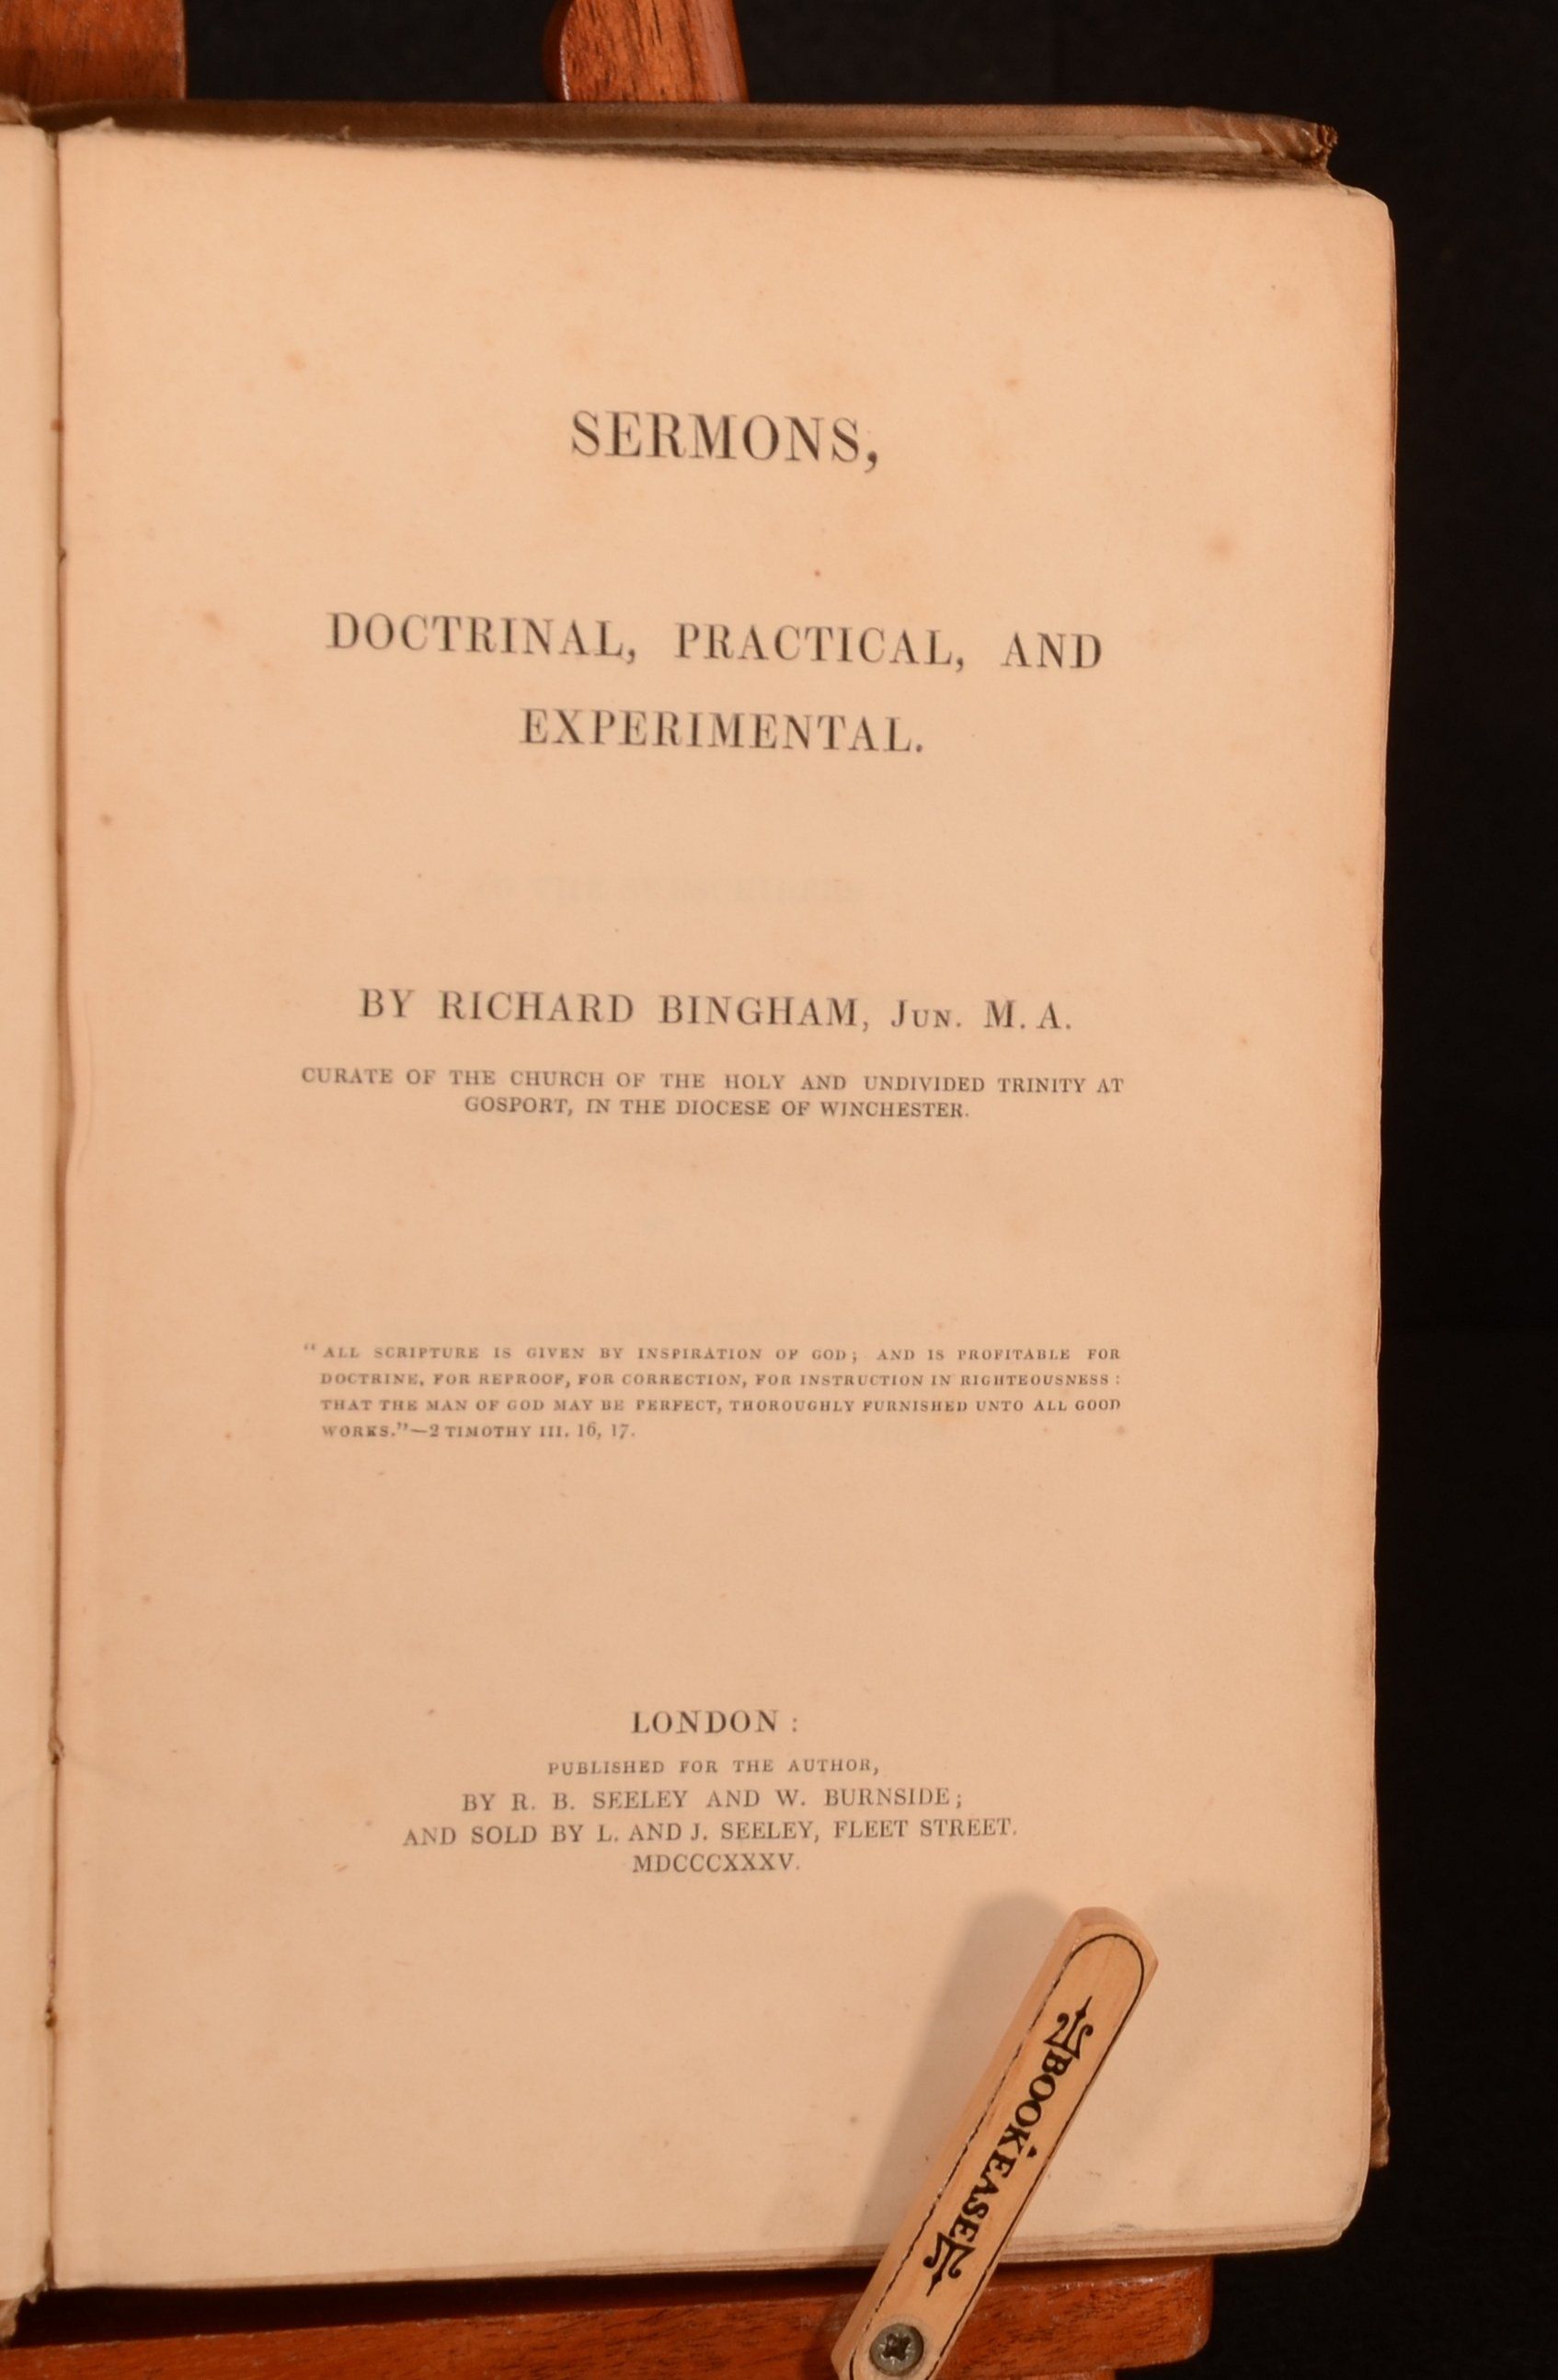 SERMONS,
DOCTRINAL, PRACTICAL, AND
EXPERIMENTAL.
BY RICHARD BINGHAM, Jun. M. A.
CURATE OF THE CHURCH OF THE HOLY AND UNDIVIDED TRINITY AT
GOSPORT, IN THE DIOCESE OF WINCHESTER.
"ALL SCRIPTURE IS GIVEN BY INSPIRATION OF GOD; AND IS PROFITABLE FOR
DOCTRINE, FOR REPROOF, FOR CORRECTION, FOR INSTRUCTION IN RIGHTEOUSNESS:
THAT THE MAN OF GOD MAY BE PERFECT, THOROUGHLY FURNISHED UNTO ALL GOOD
WORKS."—2 TIMOTHY III. 16, 17.
LONDON:
PUBLISHED FOR THE AUTHOR,
BY R. B. SEELEY AND W. BURNSIDE;
AND SOLD BY L. AND J. SEELEY, FLEET STREET.
MDCCCXXXV.
BOOKEASE